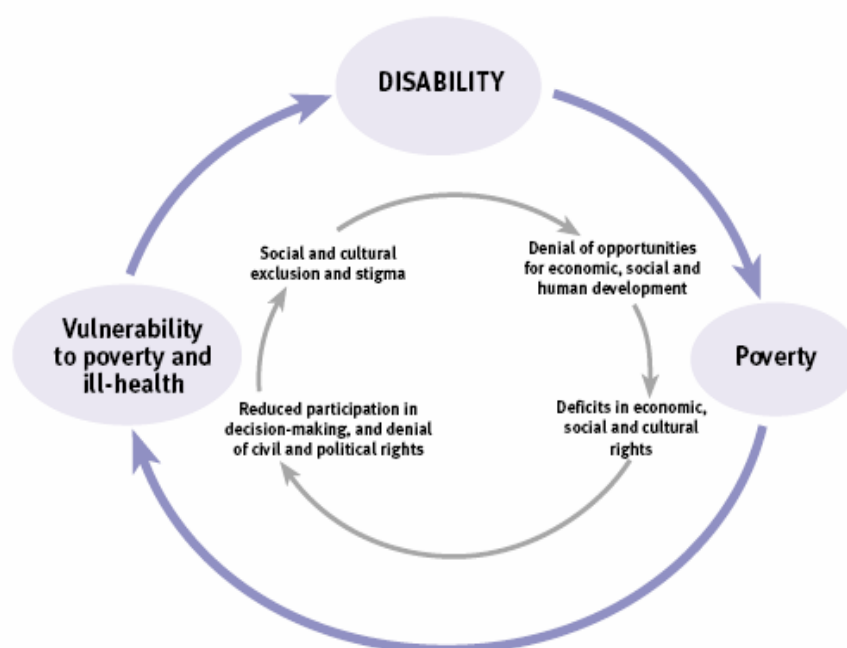 DISABILITY
Social and cultural
exclusion and stigma
Denial of opportunities
for economic, social and
human development
Vulnerability
to poverty and
ill-health
Poverty
Reduced participation in
decision-making, and denial
of civil and political rights
Deficits in economic,
social and cultural
rights